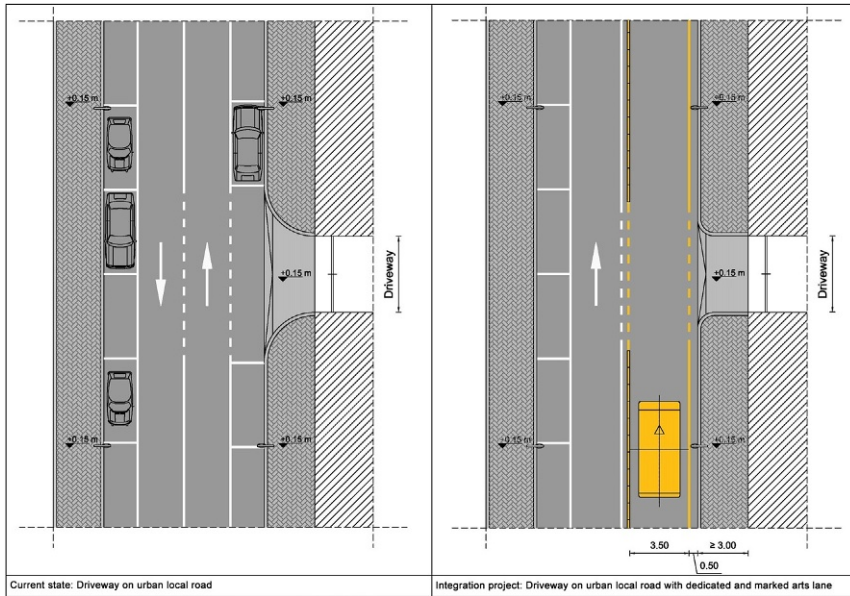 +0.15 m
+0.15 m
+0.15 m
Driveway
+0.15 m
+0.15 m
Current state: Driveway on urban local road
+0.15 m
+0.15 m
+0.15 m
Driveway
+0.15 m
+0.15 m
3.50
≥ 3.00
0.50
Integration project: Driveway on urban local road with dedicated and marked arts lane